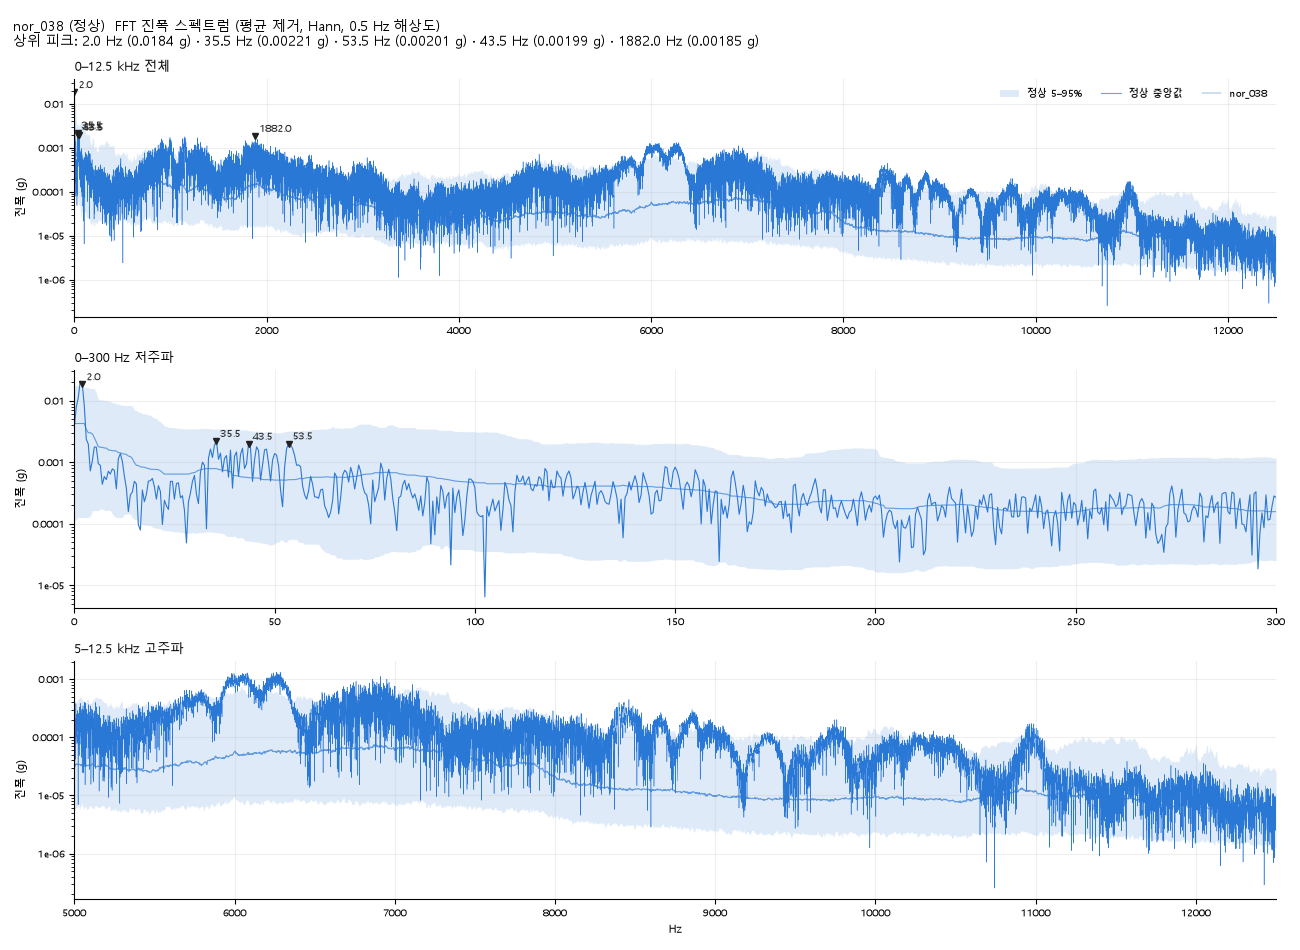 nor_038 (정상) FFT 진폭 스펙트럼 (평균 제거, Hann, 0.5 Hz 해상도)
상위 피크: 2.0 Hz (0.0184 g) · 35.5 Hz (0.00221 g) · 53.5 Hz (0.00201 g) · 43.5 Hz (0.00199 g) · 1882.0 Hz (0.00185 g)
0–12.5 kHz 전체
2.0
1882.0
정상 5–95% 정상 중앙값 nor_038
0.01
0.001
0.0001
1e-05
1e-06
진폭 (g)
0 2000 4000 6000 8000 10000 12000
0–300 Hz 저주파
2.0
35.5 43.5 53.5
0.01
0.001
0.0001
1e-05
진폭 (g)
0 50 100 150 200 250 300
5–12.5 kHz 고주파
0.001
0.0001
1e-05
1e-06
진폭 (g)
5000 6000 7000 8000 9000 10000 11000 12000
Hz